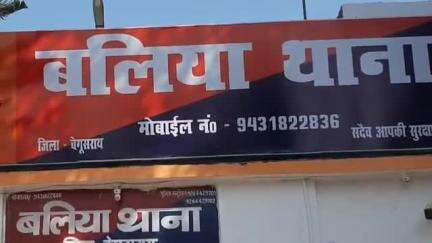 बलिया थाना
मोबाईल नं० - 9431822836
जिला - बेगूसराय
सदैव आपकी सुरक्षा
बलिया थाना